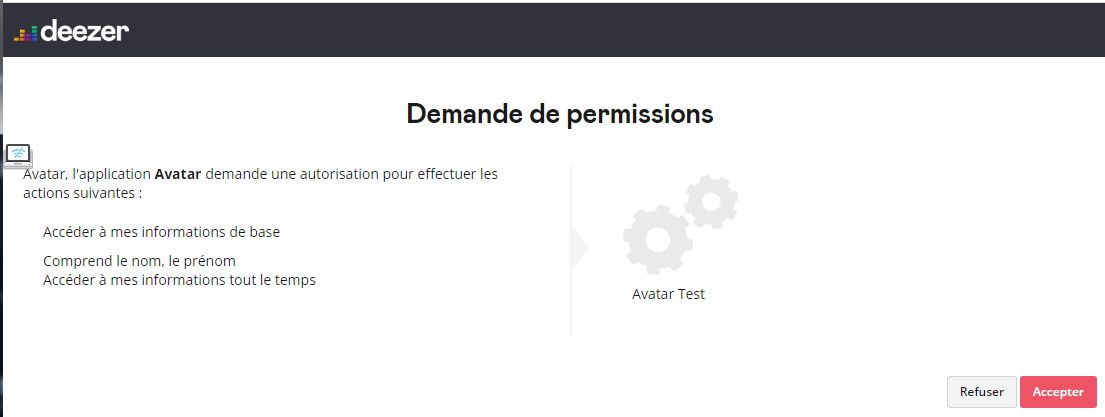 deezer
Demande de permissions
Avatar, l'application Avatar demande une autorisation pour effectuer les
actions suivantes :
Accéder à mes informations de base
Comprend le nom, le prénom
Accéder à mes informations tout le temps
Avatar Test
Refuser
Accepter